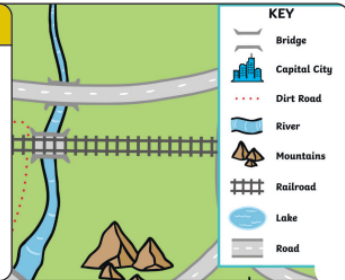 KEY
Bridge
Capital City
Dirt Road
River
Mountains
Railroad
Lake
Road